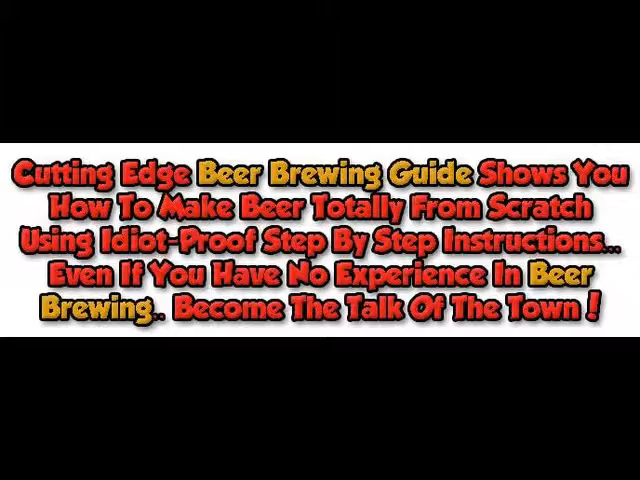 Cutting Edge Beer Brewing Guide Shows You
How To Make Beer Totally From Scratch
Using Idiot-Proof Step By Step Instructions...
Even If You Have No Experience In Beer
Brewing.. Become The Talk Of The Town!